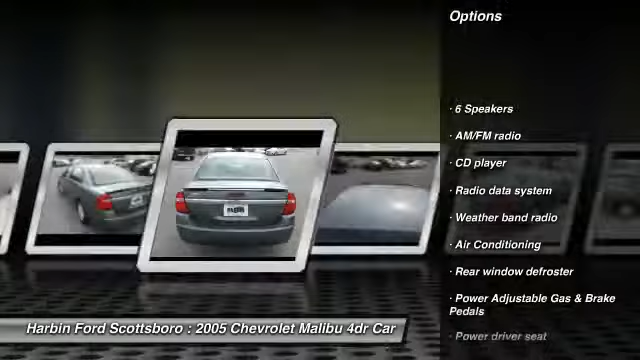 Options
· 6 Speakers
· AM/FM radio
· CD player
· Radio data system
· Weather band radio
· Air Conditioning
· Rear window defroster
· Power Adjustable Gas & Brake
Pedals
· Power driver seat
Harbin Ford Scottsboro : 2005 Chevrolet Malibu 4dr Car